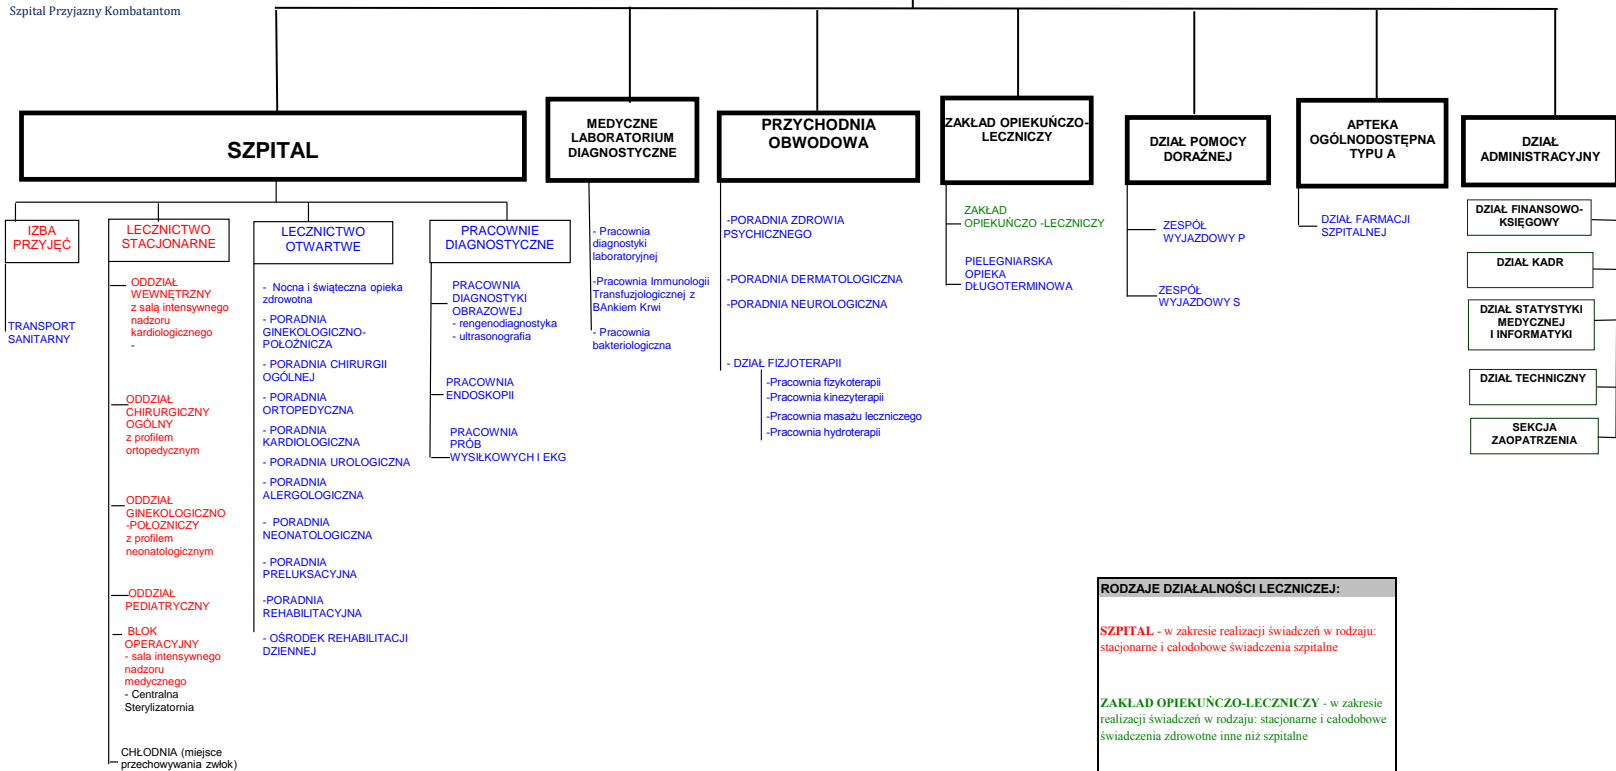 Szpital Przyjazny Kombatantom
SZPITAL
MEDYCZNE
LABORATORIUM
DIAGNOSTYCZNE
PRZYCHODNIA
OBWODOWA
ZAKŁAD OPIEKUŃCZO-
LECZNICZY
DZIAŁ POMOCY
DORAŹNEJ
APTEKA
OGÓLNODOSTĘPNA
TYPU A
DZIAŁ
ADMINISTRACYJNY
IZBA
PRZYJĘĆ
TRANSPORT
SANITARNY
LECZNICTWO
STACJONARNE
ODDZIAŁ
WEWNĘTRZNY
z salą intensywnego
nadzoru
kardiologicznego
-
ODDZIAŁ
CHIRURGICZNY
OGÓLNY
z profilem
ortopedycznym
ODDZIAŁ
GINEKOLOGICZNO
-POŁOZNICZY
z profilem
neonatologicznym
ODDZIAŁ
PEDIATRYCZNY
BLOK
OPERACYJNY
- sala intensywnego
nadzoru
medycznego
- Centralna
Sterylizatornia
CHŁODNIA (miejsce
przechowywania zwłok)
LECZNICTWO
OTWARTWE
- Nocna i świąteczna opieka
zdrowotna
- PORADNIA
GINEKOLOGICZNO-
POŁOŻNICZA
- PORADNIA CHIRURGII
OGÓLNEJ
- PORADNIA
ORTOPEDYCZNA
- PORADNIA
KARDIOLOGICZNA
- PORADNIA UROLOGICZNA
- PORADNIA
ALERGOLOGICZNA
- PORADNIA
NEONATOLOGICZNA
- PORADNIA
PRELUKSACYJNA
-PORADNIA
REHABILITACYJNA
- OŚRODEK REHABILITACJI
DZIENNEJ
PRACOWNIE
DIAGNOSTYCZNE
PRACOWNIA
DIAGNOSTYKI
OBRAZOWEJ
- rengenodiagnostyka
- ultrasonografia
PRACOWNIA
ENDOSKOPII
PRACOWNIA
PRÓB
WYSIŁKOWYCH I EKG
- Pracownia
diagnostyki
laboratoryjnej
-Pracownia Immunologii
Transfuzjologicznej z
BAnkiem Krwi
- Pracownia
bakteriologiczna
-PORADNIA ZDROWIA
PSYCHICZNEGO
-PORADNIA DERMATOLOGICZNA
-PORADNIA NEUROLOGICZNA
- DZIAŁ FIZJOTERAPII
-Pracownia fizykoterapii
-Pracownia kinezyterapii
-Pracownia masażu leczniczego
-Pracownia hydroterapii
ZAKŁAD
OPIEKUŃCZO -LECZNICZY
PIELEGNIARSKA
OPIEKA
DŁUGOTERMINOWA
ZESPÓŁ
WYJAZDOWY P
ZESPÓŁ
WYJAZDOWY S
DZIAŁ FARMACJI
SZPITALNEJ
DZIAŁ FINANSOWO-
KSIĘGOWY
DZIAŁ KADR
DZIAŁ STATYSTYKI
MEDYCZNEJ
I INFORMATYKI
DZIAŁ TECHNICZNY
SEKCJA
ZAOPATRZENIA
RODZAJE DZIAŁALNOŚCI LECZNICZEJ:
SZPITAL - w zakresie realizacji świadczeń w rodzaju:
stacjonarne i całodobowe świadczenia szpitalne
ZAKŁAD OPIEKUŃCZO-LECZNICZY - w zakresie
realizacji świadczeń w rodzaju: stacjonarne i całodobowe
świadczenia zdrowotne inne niż szpitalne